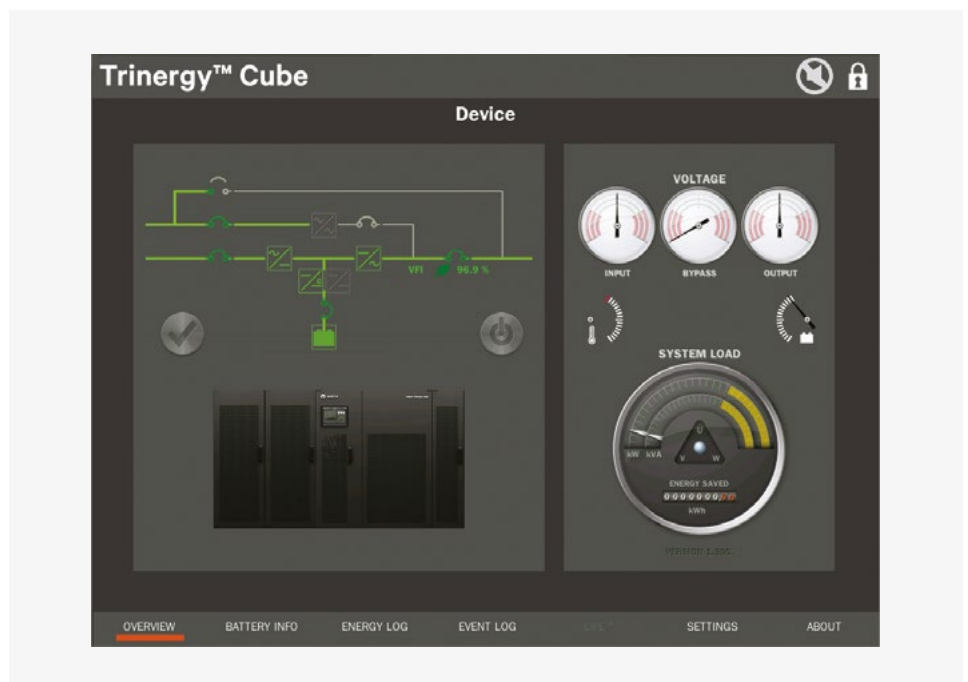 Trinergy™ Cube
Device
VOLTAGE
INPUT
BYPASS
OUTPUT
VFI
96.9 %
SYSTEM LOAD
kW
kVA
U
V
W
ENERGY SAVED
kWh
OVERVIEW
BATTERY INFO
ENERGY LOG
EVENT LOG
LIFE™
SETTINGS
ABOUT